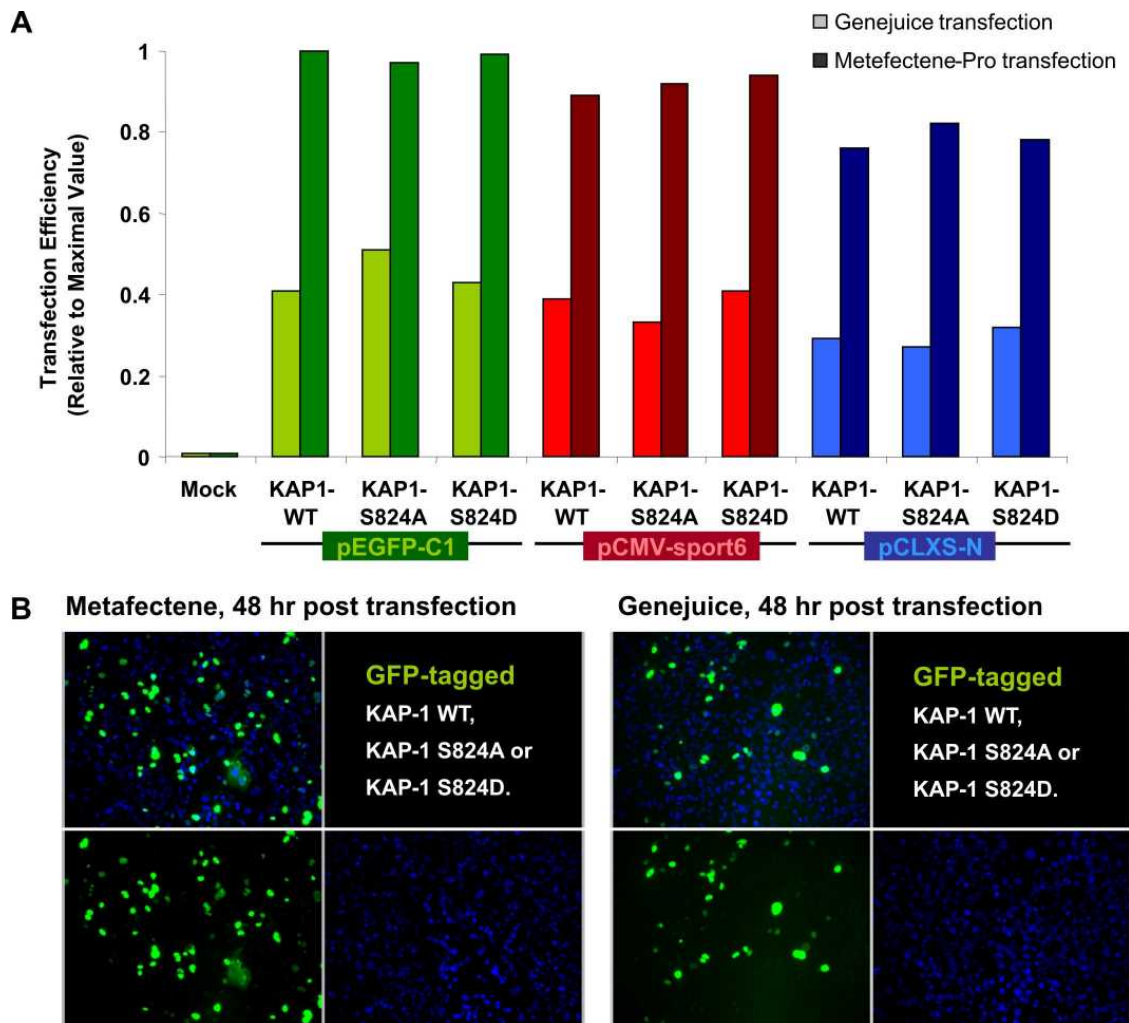 A
Genejuice transfection
Metefectene-Pro transfection
Transfection Efficiency
(Relative to Maximal Value)
1
0.8
0.6
0.4
0.2
0
Mock
KAP1-
WT
KAP1-
S824A
KAP1-
S824D
KAP1-
WT
KAP1-
S824A
KAP1-
S824D
KAP1-
WT
KAP1-
S824A
KAP1-
S824D
pEGFP-C1
pCMV-sport6
pCLXS-N
B
Metafectene, 48 hr post transfection
GFP-tagged
KAP-1 WT,
KAP-1 S824A or
KAP-1 S824D.
Genejuice, 48 hr post transfection
GFP-tagged
KAP-1 WT,
KAP-1 S824A or
KAP-1 S824D.